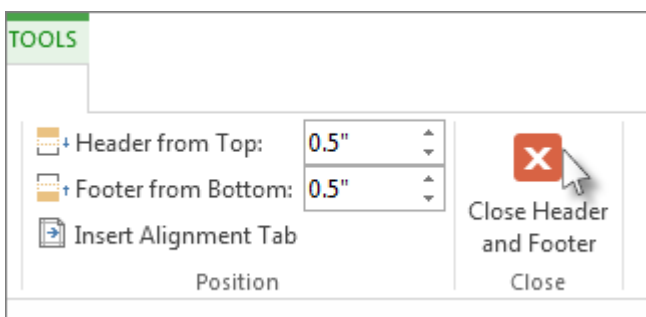 TOOLS
Header from Top: 0.5"
Footer from Bottom: 0.5"
Insert Alignment Tab
Position
Close Header
and Footer
Close